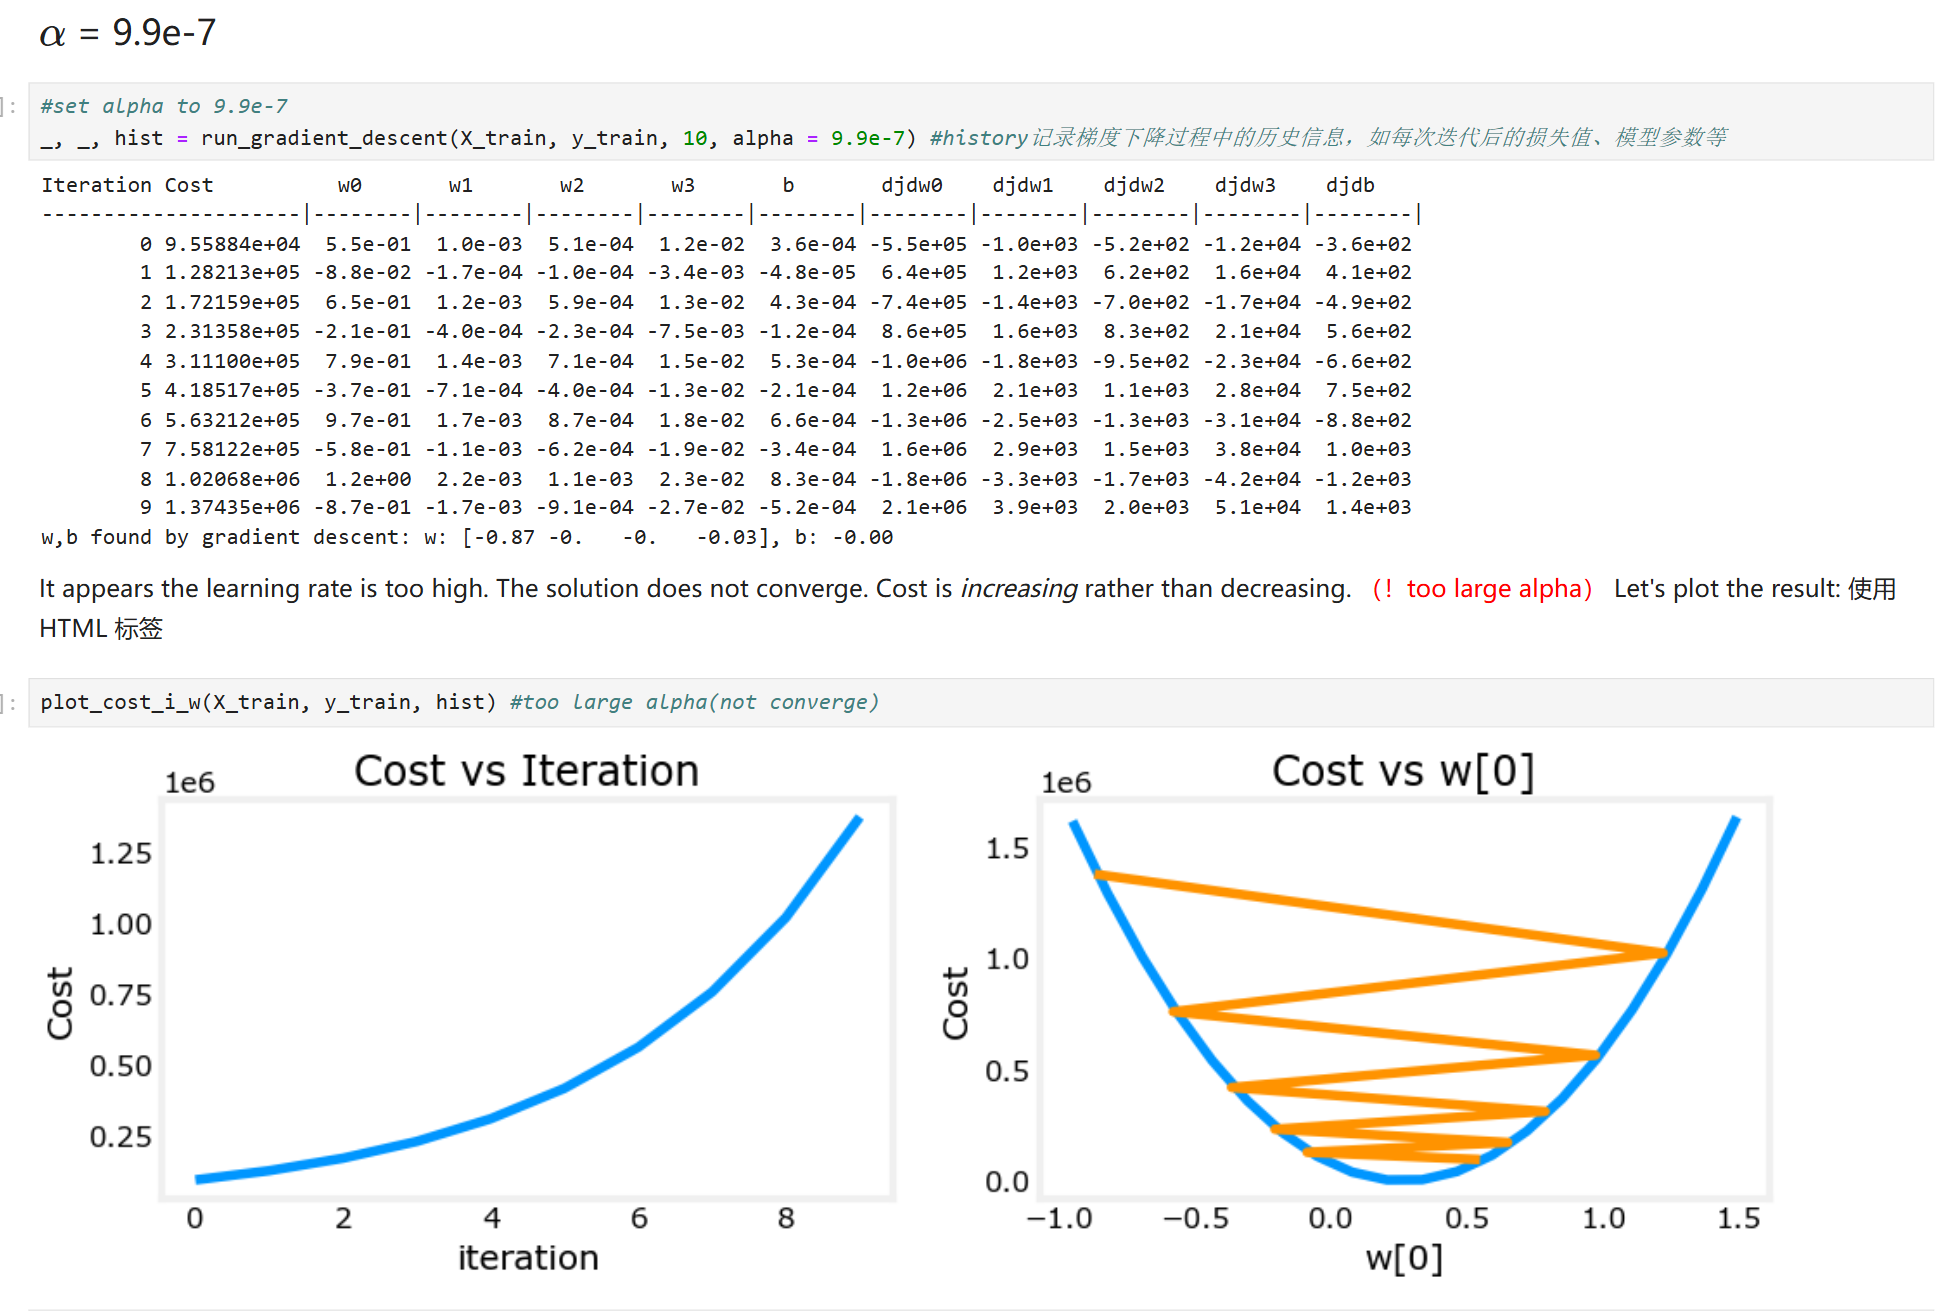 α = 9.9e-7
]:
#set alpha to 9.9e-7
_, _, hist = run_gradient_descent(X_train, y_train, 10, alpha = 9.9e-7) #history记录梯度下降过程中的历史信息，如每次迭代后的损失值、模型参数等
Iteration Cost          w0       w1       w2       w3       b       djdw0    djdw1    djdw2    djdw3    djdb
---------------------|--------|--------|--------|--------|--------|--------|--------|--------|--------|--------|
        0 9.55884e+04  5.5e-01  1.0e-03  5.1e-04  1.2e-02  3.6e-04 -5.5e+05 -1.0e+03 -5.2e+02 -1.2e+04 -3.6e+02
        1 1.28213e+05 -8.8e-02 -1.7e-04 -1.0e-04 -3.4e-03 -4.8e-05  6.4e+05  1.2e+03  6.2e+02  1.6e+04  4.1e+02
        2 1.72159e+05  6.5e-01  1.2e-03  5.9e-04  1.3e-02  4.3e-04 -7.4e+05 -1.4e+03 -7.0e+02 -1.7e+04 -4.9e+02
        3 2.31358e+05 -2.1e-01 -4.0e-04 -2.3e-04 -7.5e-03 -1.2e-04  8.6e+05  1.6e+03  8.3e+02  2.1e+04  5.6e+02
        4 3.11100e+05  7.9e-01  1.4e-03  7.1e-04  1.5e-02  5.3e-04 -1.0e+06 -1.8e+03 -9.5e+02 -2.3e+04 -6.6e+02
        5 4.18517e+05 -3.7e-01 -7.1e-04 -4.0e-04 -1.3e-02 -2.1e-04  1.2e+06  2.1e+03  1.1e+03  2.8e+04  7.5e+02
        6 5.63212e+05  9.7e-01  1.7e-03  8.7e-04  1.8e-02  6.6e-04 -1.3e+06 -2.5e+03 -1.3e+03 -3.1e+04 -8.8e+02
        7 7.58122e+05 -5.8e-01 -1.1e-03 -6.2e-04 -1.9e-02 -3.4e-04  1.6e+06  2.9e+03  1.5e+03  3.8e+04  1.0e+03
        8 1.02068e+06  1.2e+00  2.2e-03  1.1e-03  2.3e-02  8.3e-04 -1.8e+06 -3.3e+03 -1.7e+03 -4.2e+04 -1.2e+03
        9 1.37435e+06 -8.7e-01 -1.7e-03 -9.1e-04 -2.7e-02 -5.2e-04  2.1e+06  3.9e+03  2.0e+03  5.1e+04  1.4e+03
w,b found by gradient descent: w: [-0.87 -0.   -0.   -0.03], b: -0.00
It appears the learning rate is too high. The solution does not converge. Cost is increasing rather than decreasing. （！too large alpha） Let's plot the result: 使用
HTML 标签
]:
plot_cost_i_w(X_train, y_train, hist) #too large alpha(not converge)
Cost vs Iteration
1e6
1.25
1.00
0.75
0.50
0.25
Cost
0 2 4 6 8
iteration
Cost vs w[0]
1e6
1.5
1.0
0.5
0.0
Cost
−1.0 −0.5 0.0 0.5 1.0 1.5
w[0]